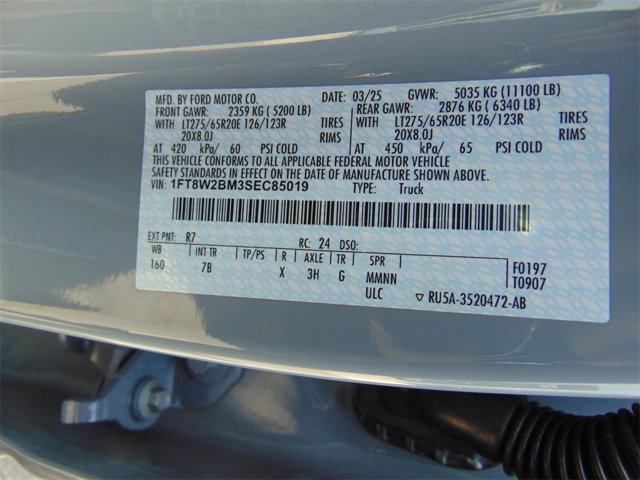 MFD. BY FORD MOTOR CO. 03/25 GVWR: 5035 KG (11100 LB)
FRONT GAWR: 2359 KG ( 5200 LB) REAR GAWR: 2876 KG ( 6340 LB)
WITH LT275/65R20E 126/123R TIRES WITH LT275/65R20E 126/123R TIRES
20X8.0J RIMS 20X8.0J RIMS
AT 420 kPa/ 60 PSI COLD AT 450 kPa/ 65 PSI COLD
THIS VEHICLE CONFORMS TO ALL APPLICABLE FEDERAL MOTOR VEHICLE
SAFETY STANDARDS IN EFFECT ON THE DATE OF MANUFACTURE SHOWN ABOVE.
VIN: 1FT8W2BM3SEC85019 TYPE: Truck
EXT PNT: R7 RC: 24 DSO:
WB INT TR TP/PS R AXLE TR SPR F0197
160 7B X 3H G MMNN T0907
ULC RU5A-3520472-AB